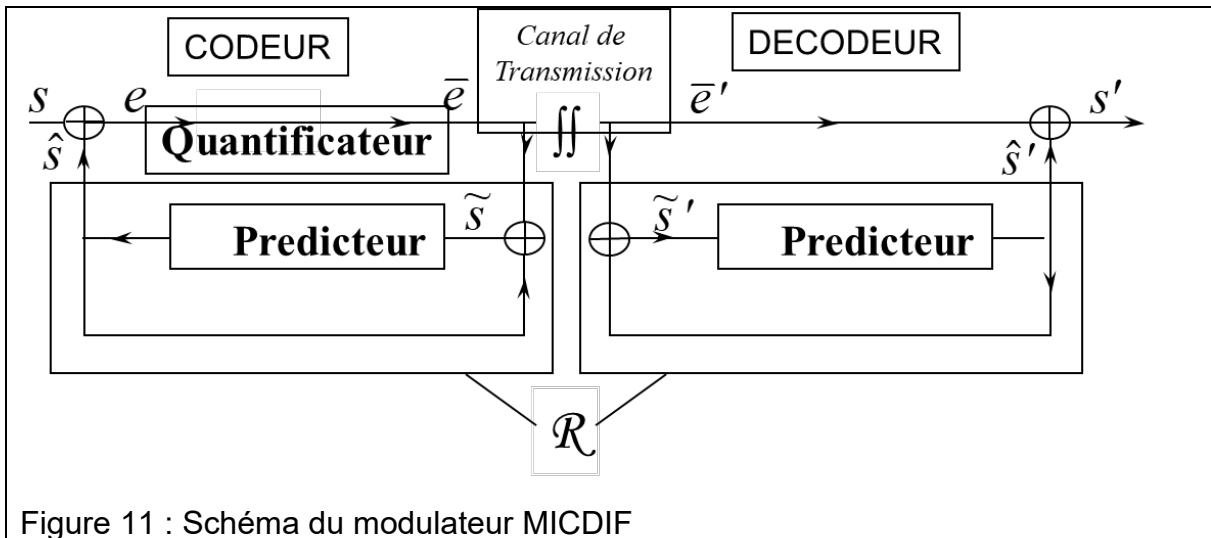 CODEUR
Canal de
Transmission
DECODEUR
s e e̅ e̅' s'
ŝ Quantificateur ∬ ŝ'
s̃ s̃'
Predicteur Predicteur
ℛ
Figure 11 : Schéma du modulateur MICDIF